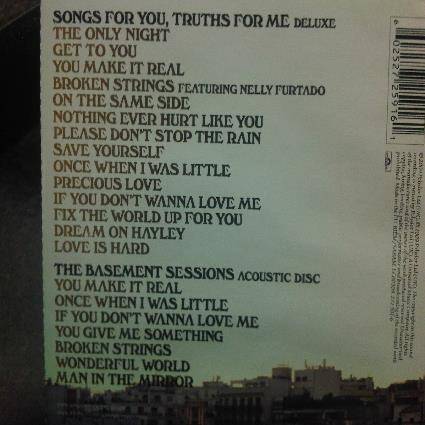 SONGS FOR YOU, TRUTHS FOR ME DELUXE
THE ONLY NIGHT
GET TO YOU
YOU MAKE IT REAL
BROKEN STRINGS FEATURING NELLY FURTADO
ON THE SAME SIDE
NOTHING EVER HURT LIKE YOU
PLEASE DON'T STOP THE RAIN
SAVE YOURSELF
ONCE WHEN I WAS LITTLE
PRECIOUS LOVE
IF YOU DON'T WANNA LOVE ME
FIX THE WORLD UP FOR YOU
DREAM ON HAYLEY
LOVE IS HARD
THE BASEMENT SESSIONS ACOUSTIC DISC
YOU MAKE IT REAL
ONCE WHEN I WAS LITTLE
IF YOU DON'T WANNA LOVE ME
YOU GIVE ME SOMETHING
BROKEN STRINGS
WONDERFUL WORLD
MAN IN THE MIRROR
6 02527 25916 1